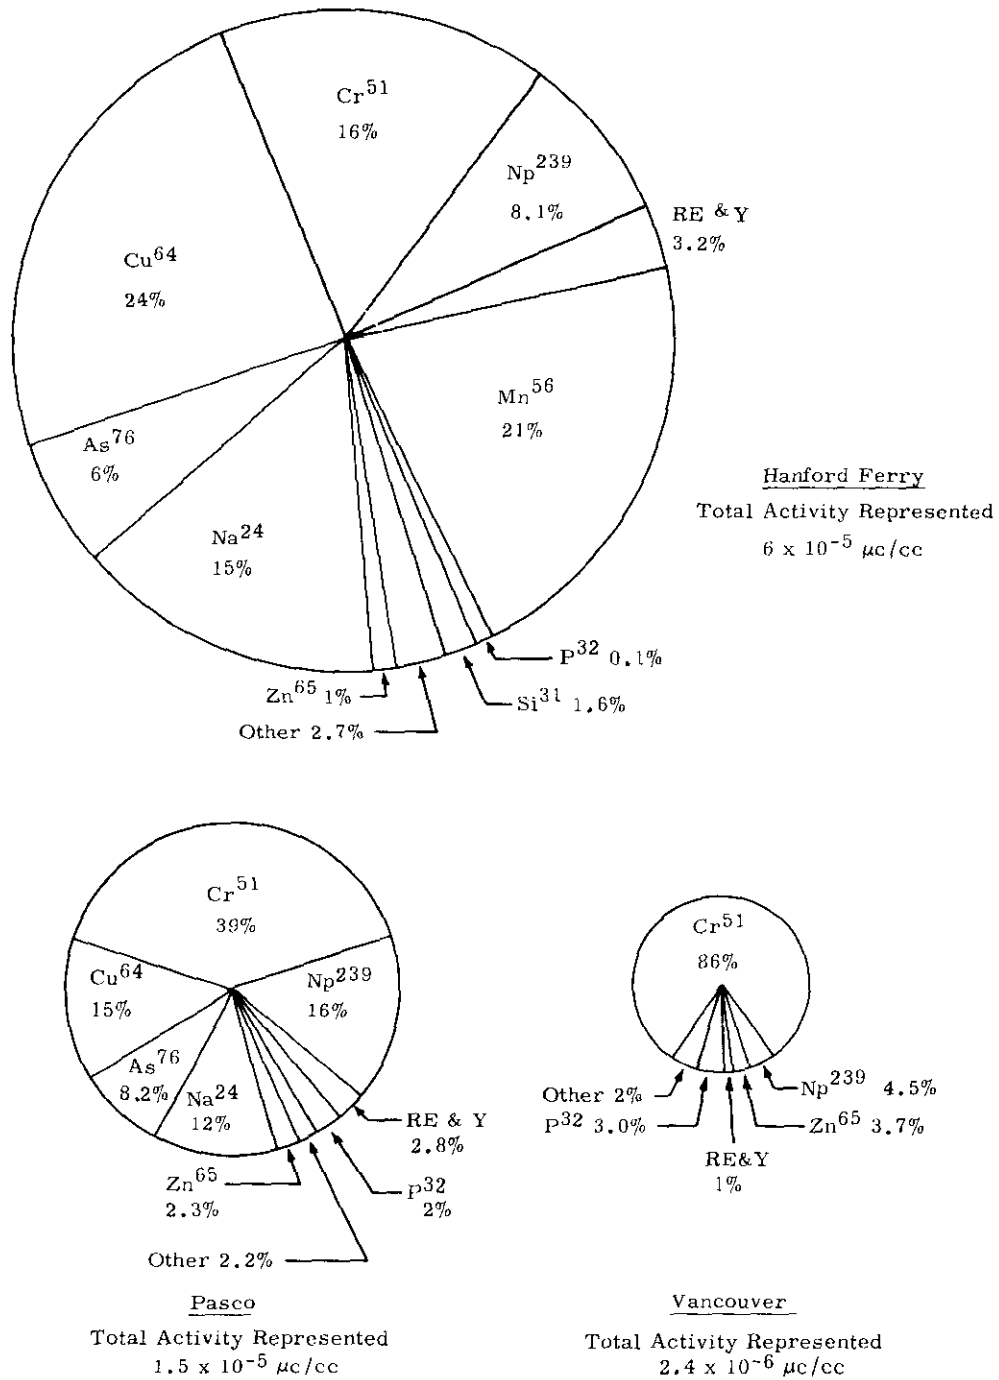 Cr51
16%
Np239
8.1%
RE & Y
3.2%
Cu64
24%
Mn56
21%
As76
6%
Na24
15%
Hanford Ferry
Total Activity Represented
6 x 10-5 μc/cc
P32 0.1%
Zn65 1%
Si31 1.6%
Other 2.7%
Cr51
39%
Cu64
15%
Np239
16%
As76
8.2%
Na24
12%
RE & Y
2.8%
Zn65
2.3%
P32
2%
Other 2.2%
Pasco
Total Activity Represented
1.5 x 10-5 μc/cc
Cr51
86%
Other 2%
Np239 4.5%
P32 3.0%
Zn65 3.7%
RE&Y
1%
Vancouver
Total Activity Represented
2.4 x 10-6 μc/cc